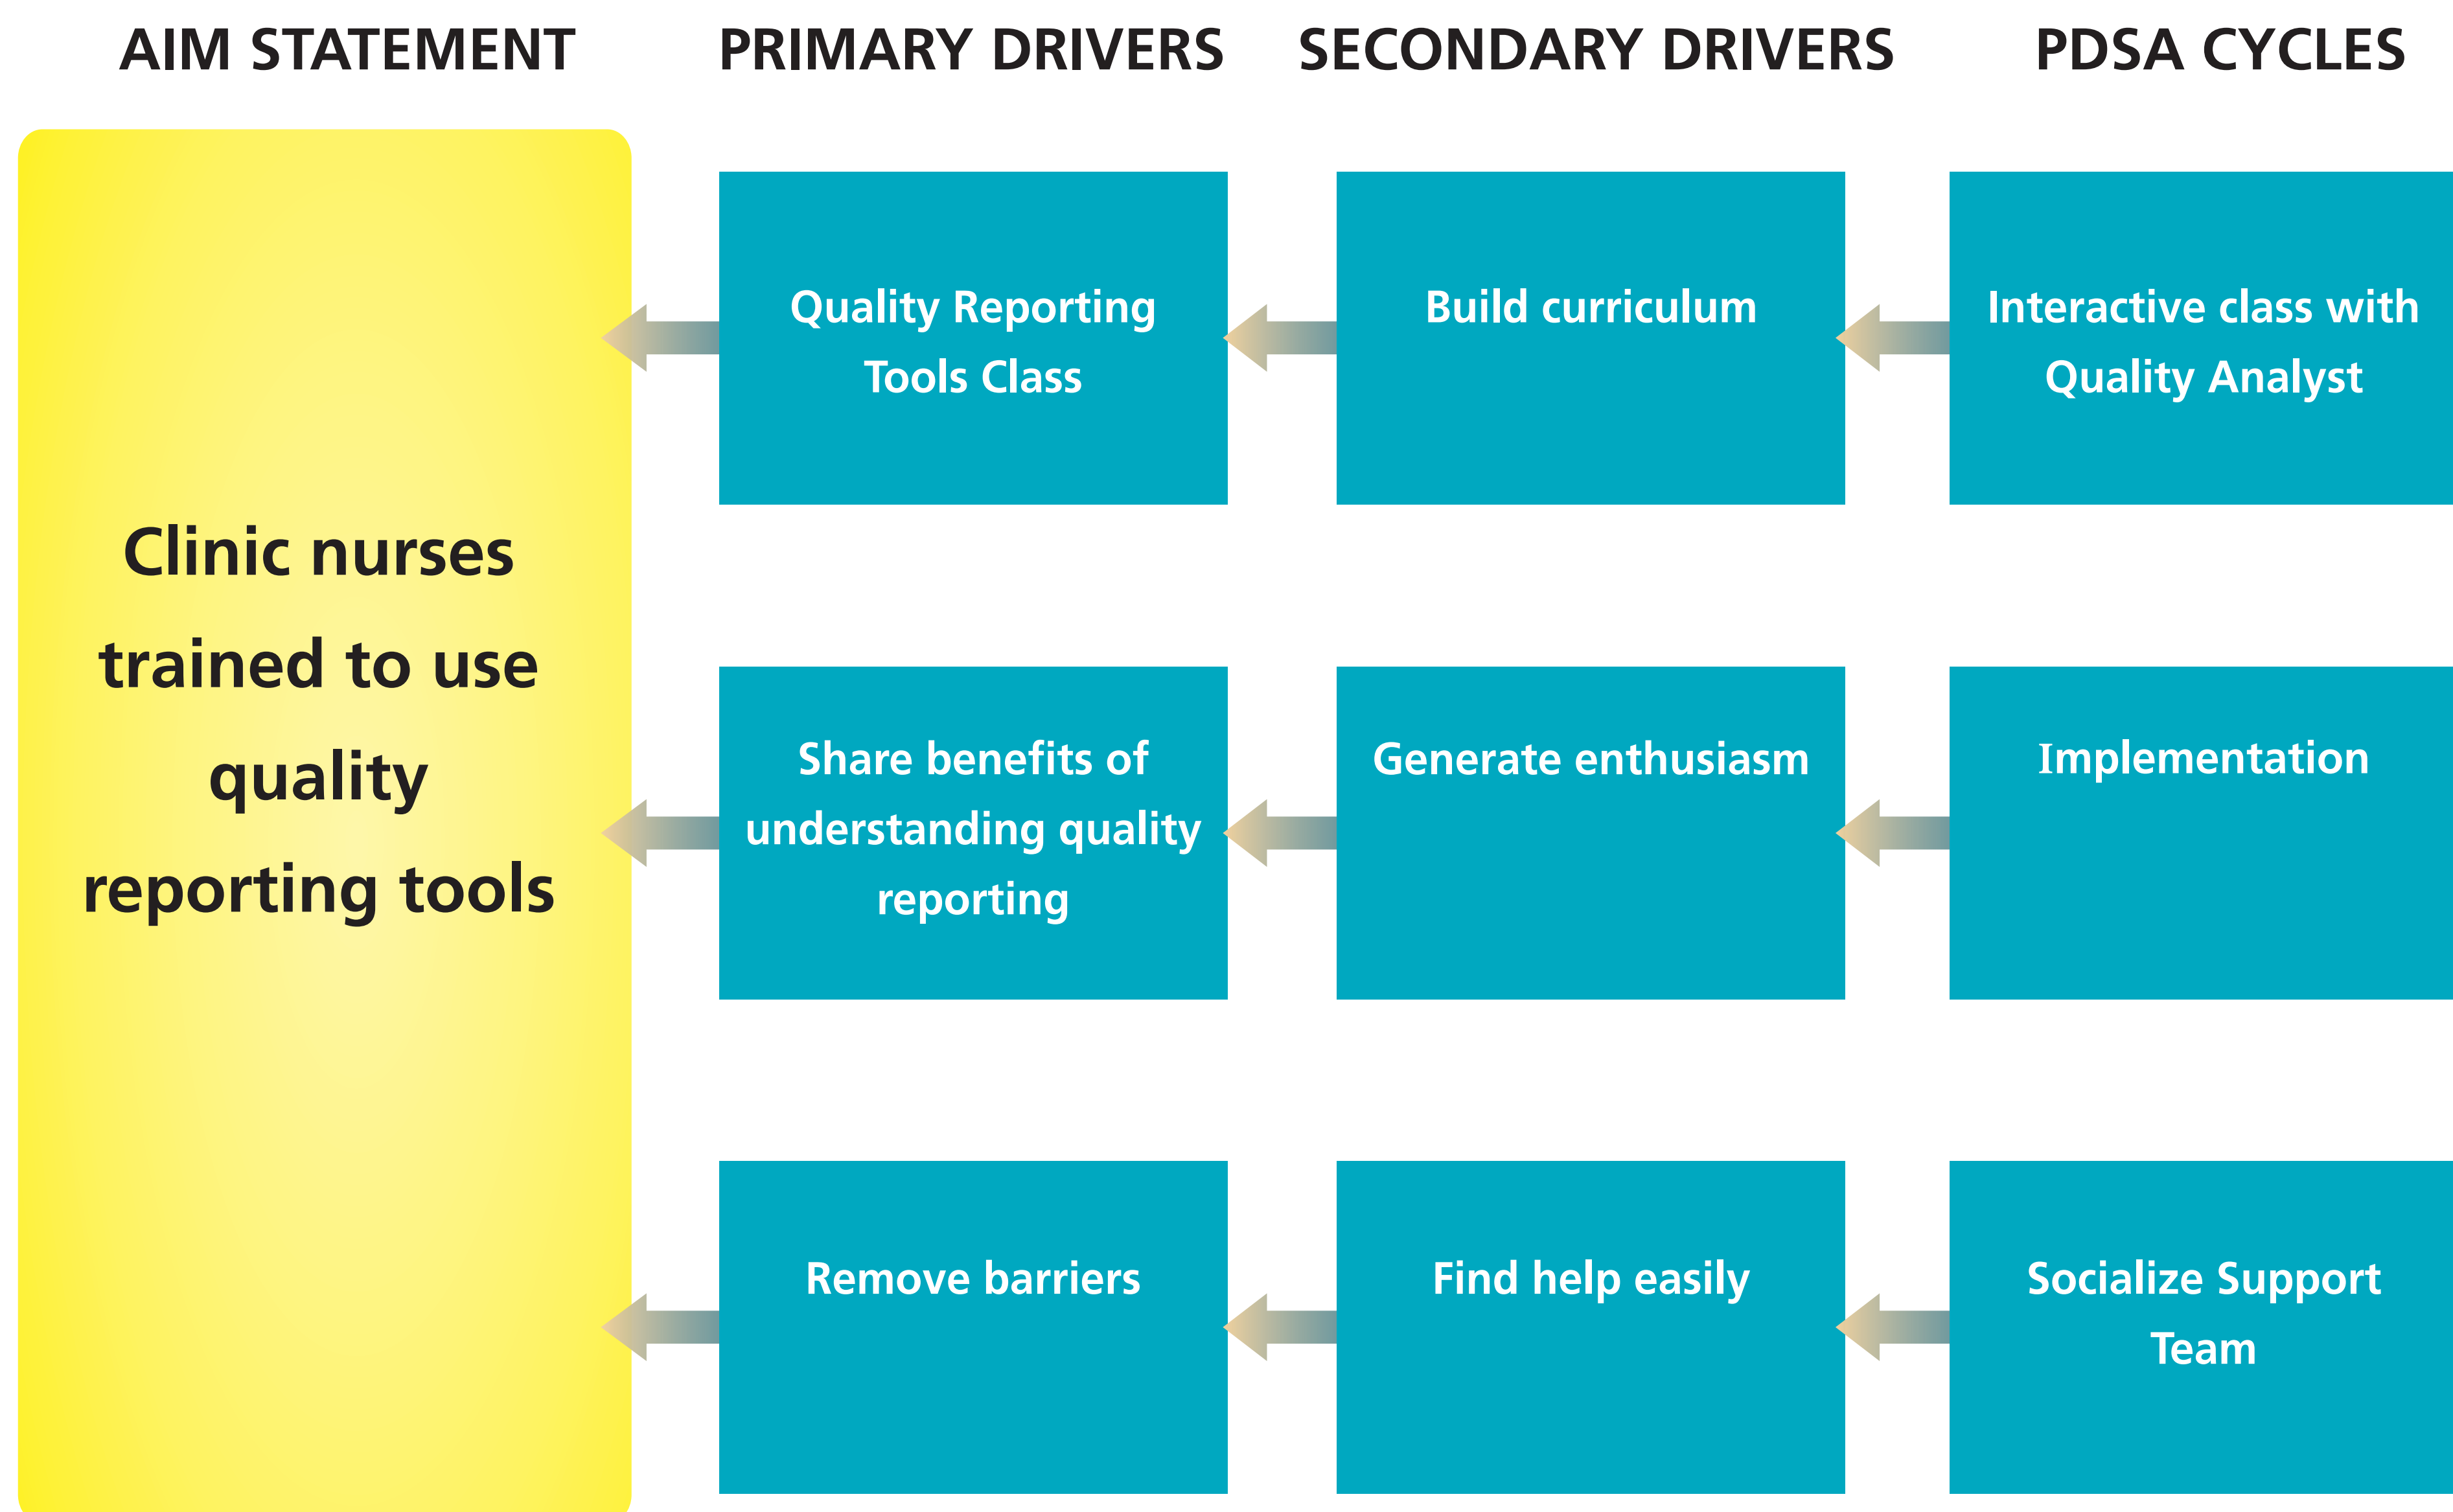 AIM STATEMENT
PRIMARY DRIVERS
SECONDARY DRIVERS
PDSA CYCLES
Clinic nurses
trained to use
quality
reporting tools
Quality Reporting
Tools Class
Build curriculum
Interactive class with
Quality Analyst
Share benefits of
understanding quality
reporting
Generate enthusiasm
Implementation
Remove barriers
Find help easily
Socialize Support
Team